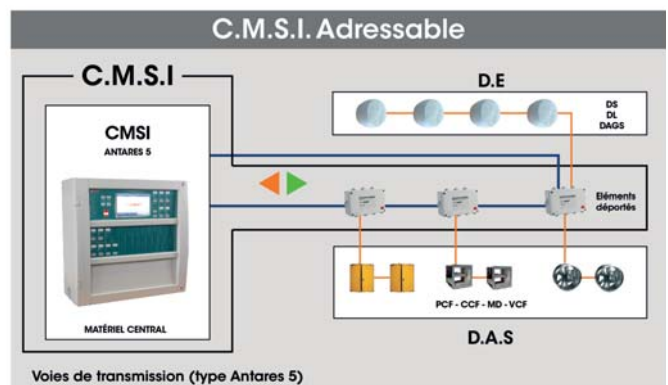 C.M.S.I. Adressable
C.M.S.I
D.E
CMSI
ANTARES 5
DS
DL
DAGS
Eléments
déportés
MATÉRIEL CENTRAL
PCF - CCF - MD - VCF
D.A.S
Voies de transmission (type Antares 5)